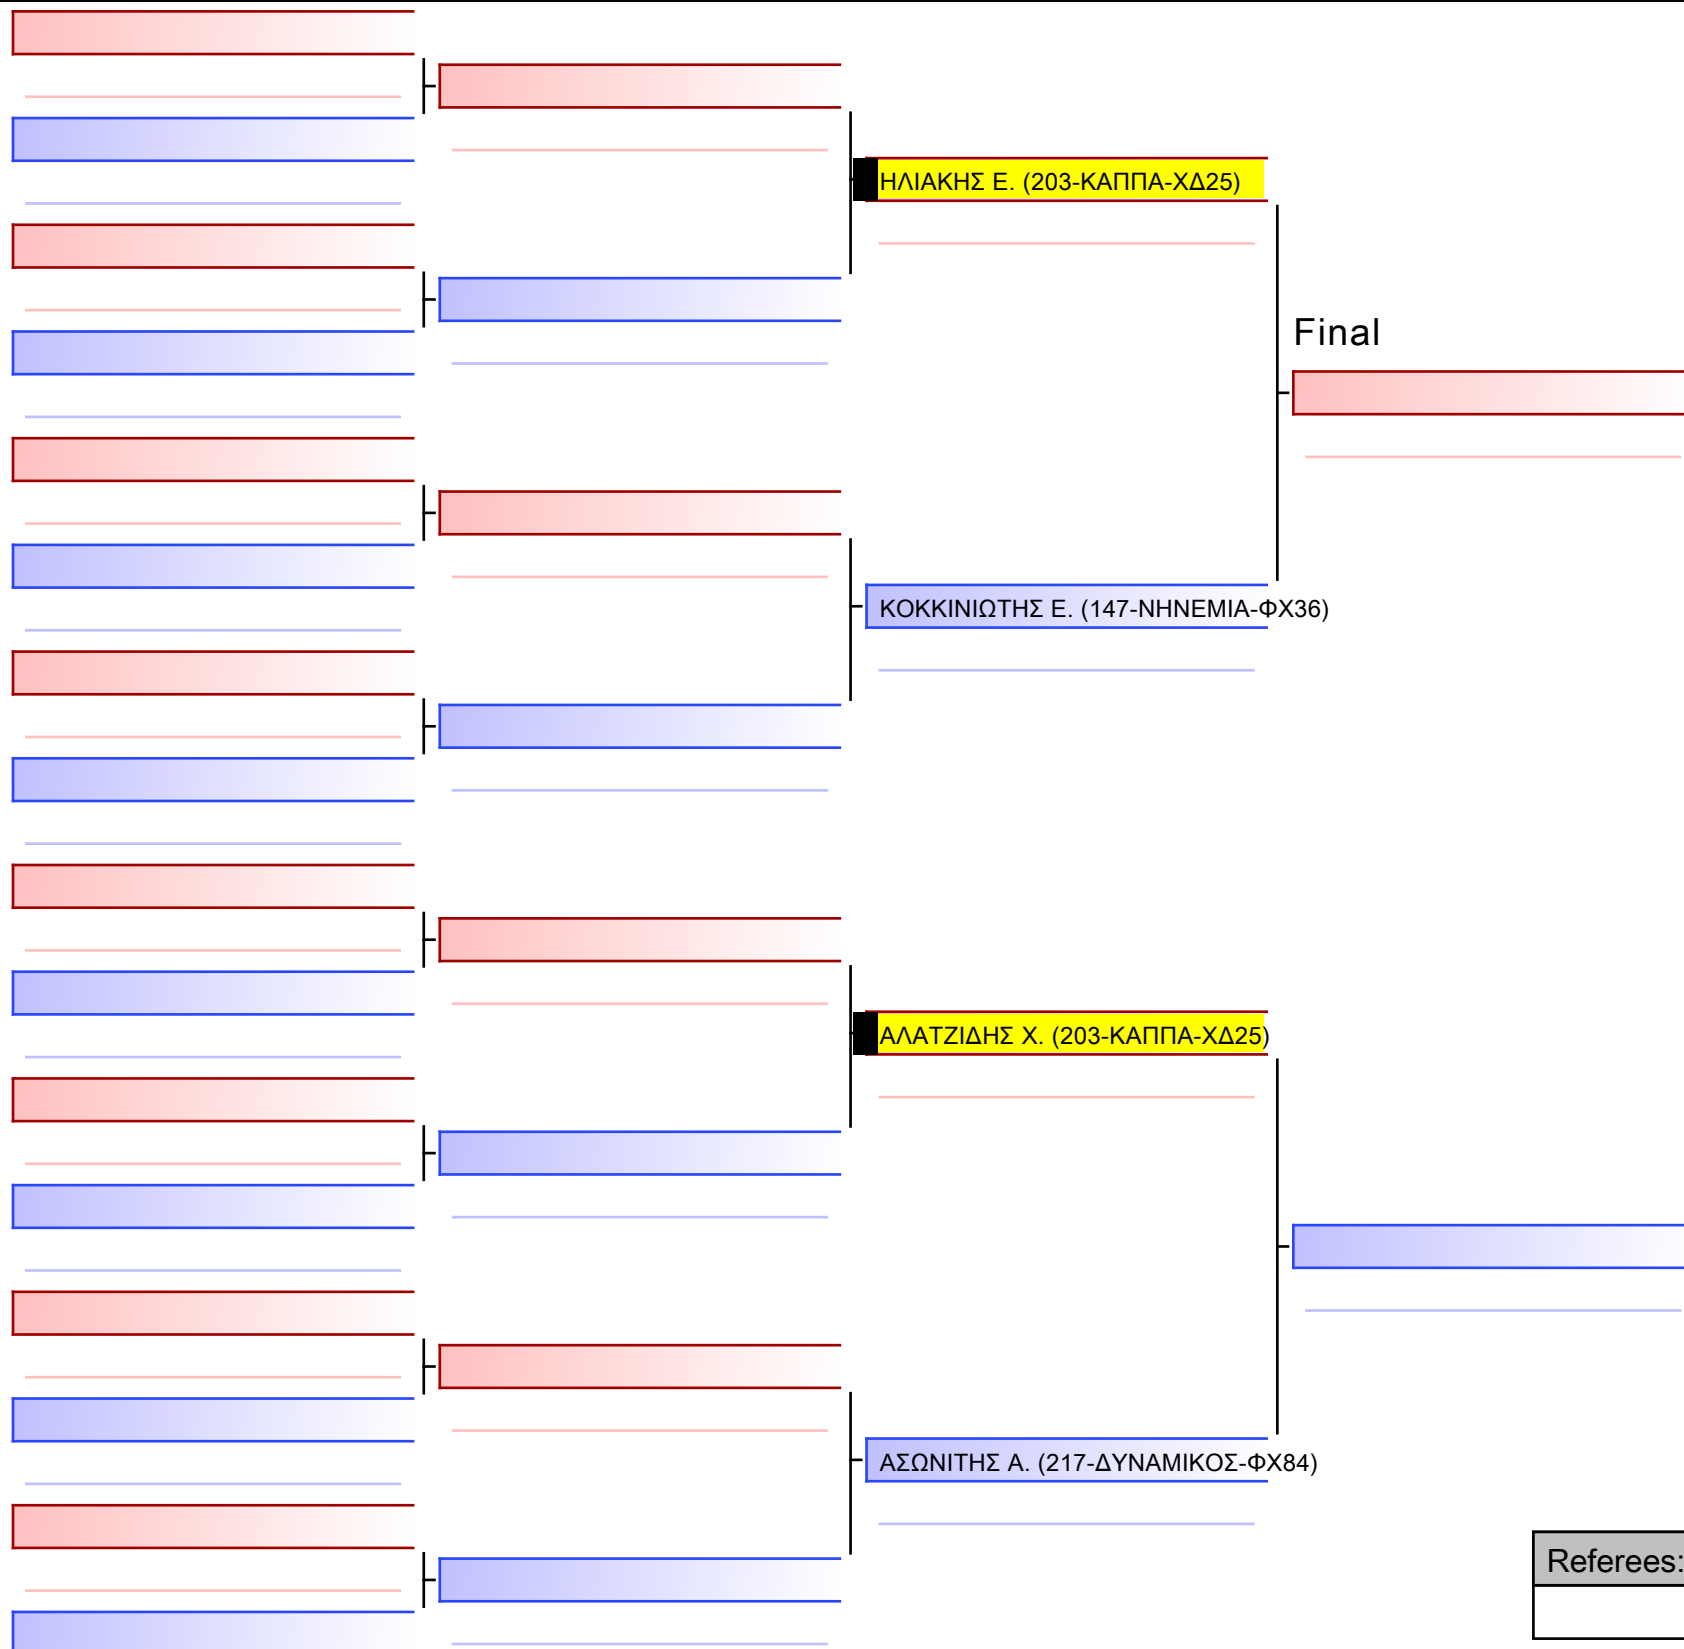 ΗΛΙΑΚΗΣ Ε. (203-ΚΑΠΠΑ-ΧΔ25)
Final
ΚΟΚΚΙΝΙΩΤΗΣ Ε. (147-ΝΗΝΕΜΙΑ-ΦΧ36)
ΑΛΑΤΖΙΔΗΣ Χ. (203-ΚΑΠΠΑ-ΧΔ25)
ΑΣΩΝΙΤΗΣ Α. (217-ΔΥΝΑΜΙΚΟΣ-ΦΧ84)
Referees: